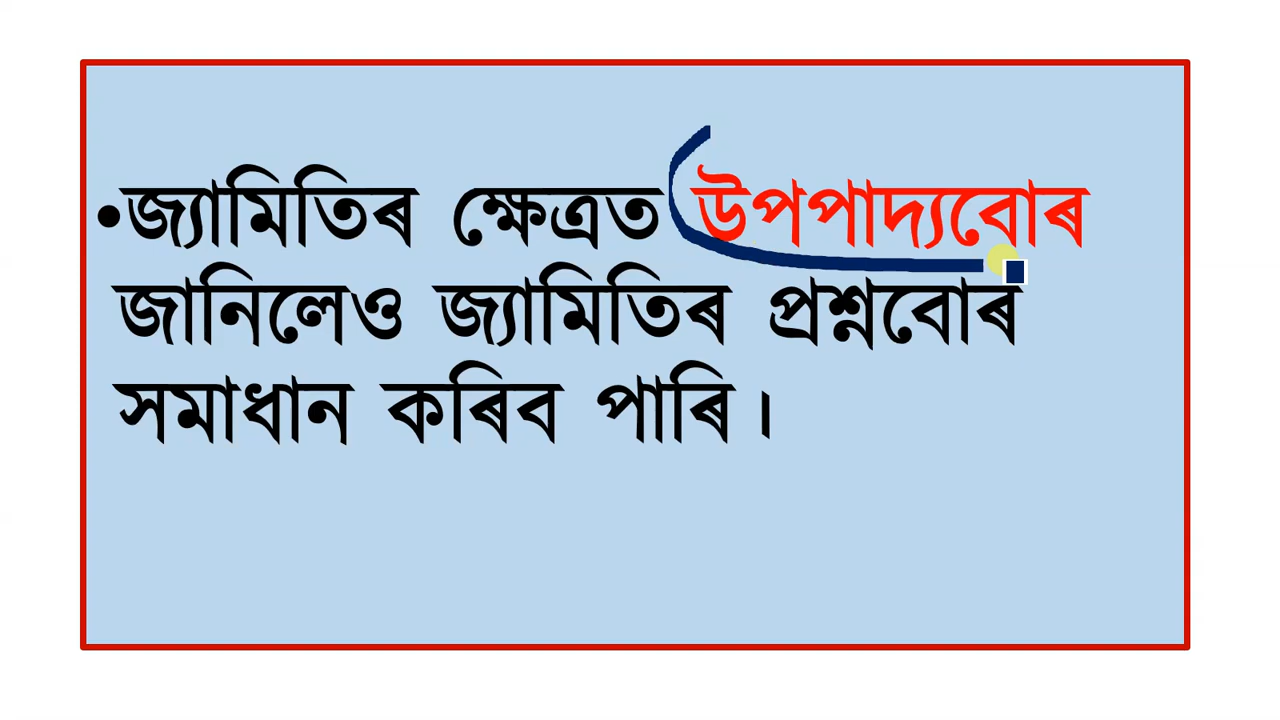 •জ্যামিতিৰ ক্ষেত্ৰত উপপাদ্যবোৰ
জানিলেও জ্যামিতিৰ প্ৰশ্নবোৰ
সমাধান কৰিব পাৰি ।